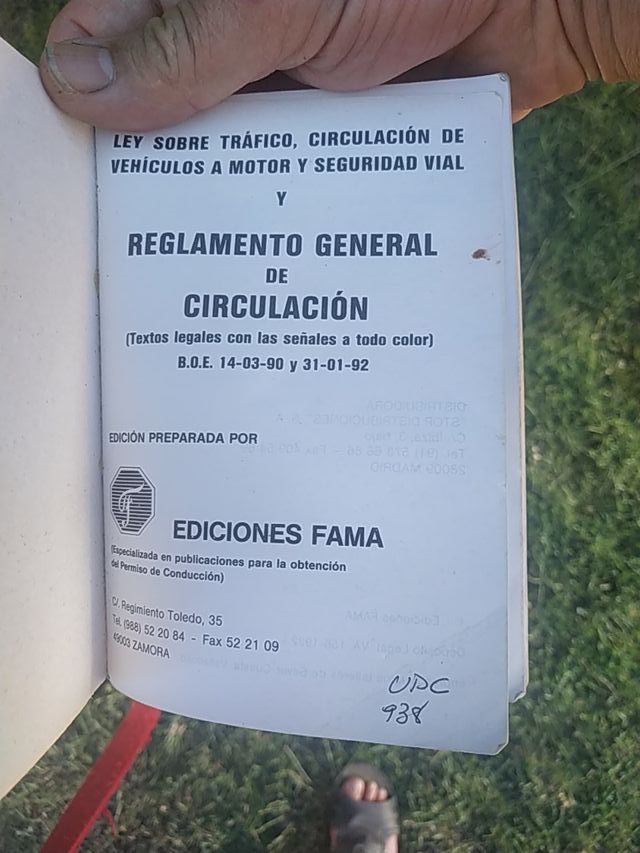 LEY SOBRE TRÁFICO, CIRCULACIÓN DE
VEHÍCULOS A MOTOR Y SEGURIDAD VIAL
Y
REGLAMENTO GENERAL
DE
CIRCULACIÓN
(Textos legales con las señales a todo color)
B.O.E. 14-03-90 y 31-01-92
EDICIÓN PREPARADA POR
EDICIONES FAMA
(Especializada en publicaciones para la obtención
del Permiso de Conducción)
C/. Regimiento Toledo, 35
Tel. (988) 52 20 84 - Fax 52 21 09
49003 ZAMORA
938